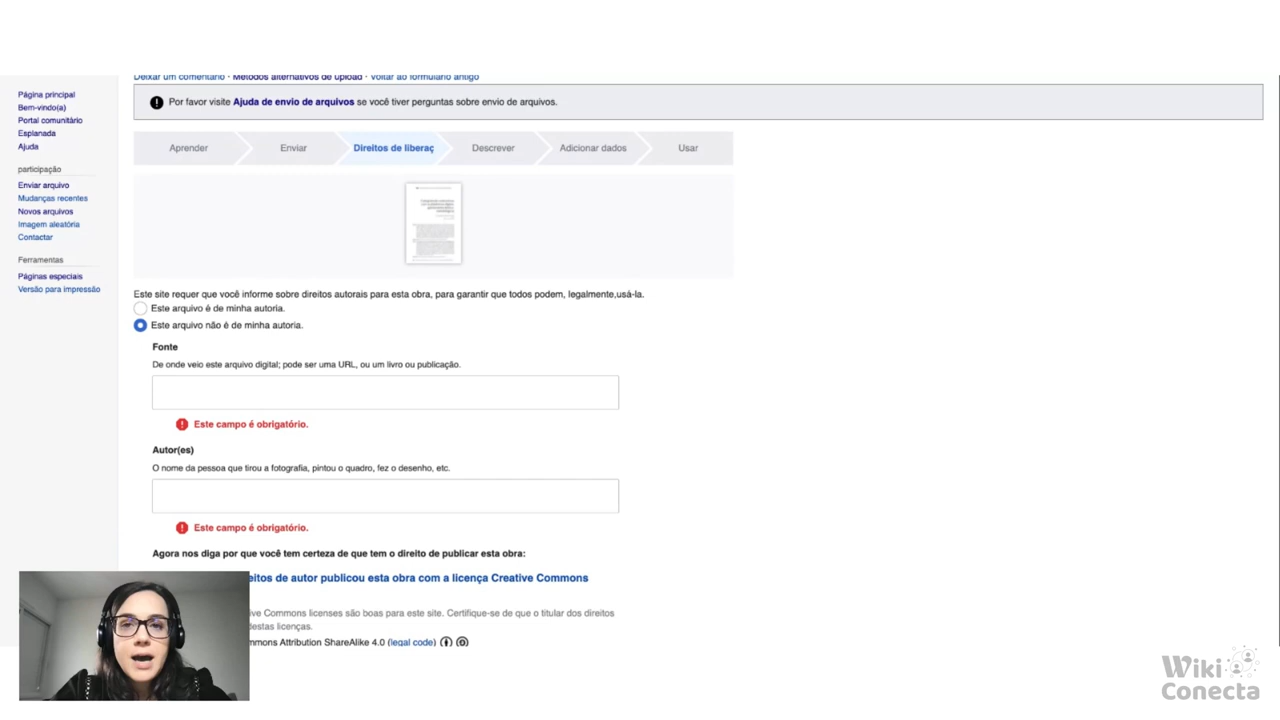 Deixar um comentário · Métodos alternativos de upload · Voltar ao formulário antigo
Por favor visite Ajuda de envio de arquivos se você tiver perguntas sobre envio de arquivos.
Página principal
Bem-vindo(a)
Portal comunitário
Esplanada
Ajuda
participação
Enviar arquivo
Mudanças recentes
Novos arquivos
Imagem aleatória
Contactar
Ferramentas
Páginas especiais
Versão para impressão
Aprender
Enviar
Direitos de liberaç
Descrever
Adicionar dados
Usar
Este site requer que você informe sobre direitos autorais para esta obra, para garantir que todos podem, legalmente,usá-la.
Este arquivo é de minha autoria.
Este arquivo não é de minha autoria.
Fonte
De onde veio este arquivo digital; pode ser uma URL, ou um livro ou publicação.
Este campo é obrigatório.
Autor(es)
O nome da pessoa que tirou a fotografia, pintou o quadro, fez o desenho, etc.
Este campo é obrigatório.
Agora nos diga por que você tem certeza de que tem o direito de publicar esta obra:
eitos de autor publicou esta obra com a licença Creative Commons
ive Commons licenses são boas para este site. Certifique-se de que o titular dos direitos
destas licenças.
mmons Attribution ShareAlike 4.0 (legal code)
Wiki
Conecta